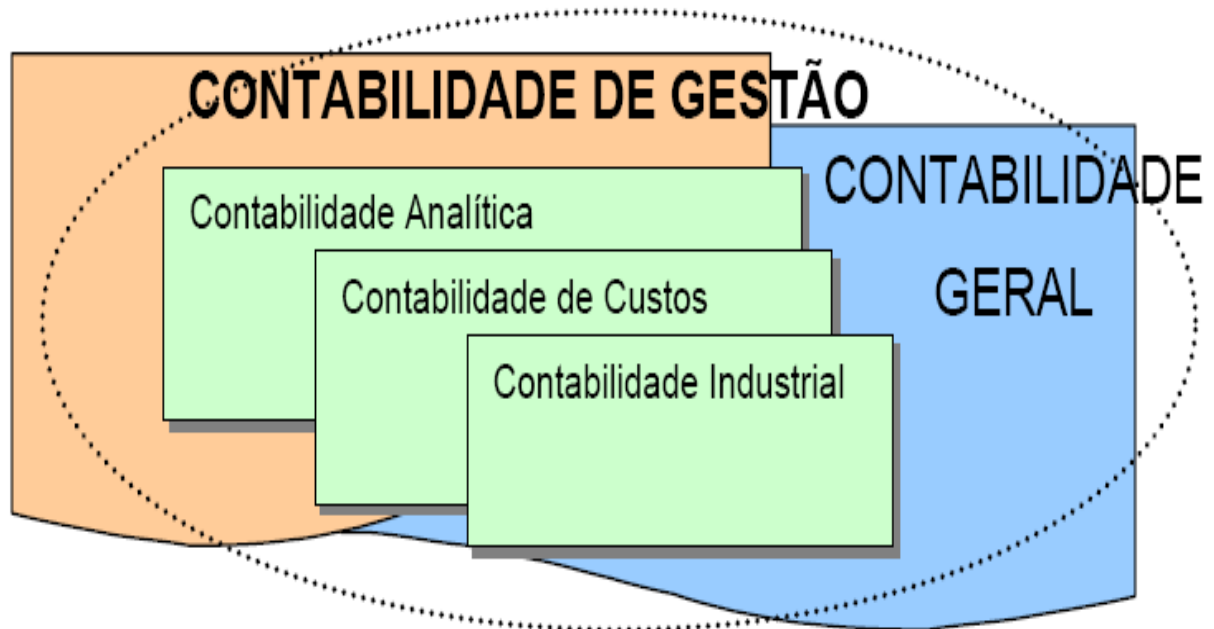 CONTABILIDADE DE GESTÃO
CONTABILIDADE
GERAL
Contabilidade Analítica
Contabilidade de Custos
Contabilidade Industrial